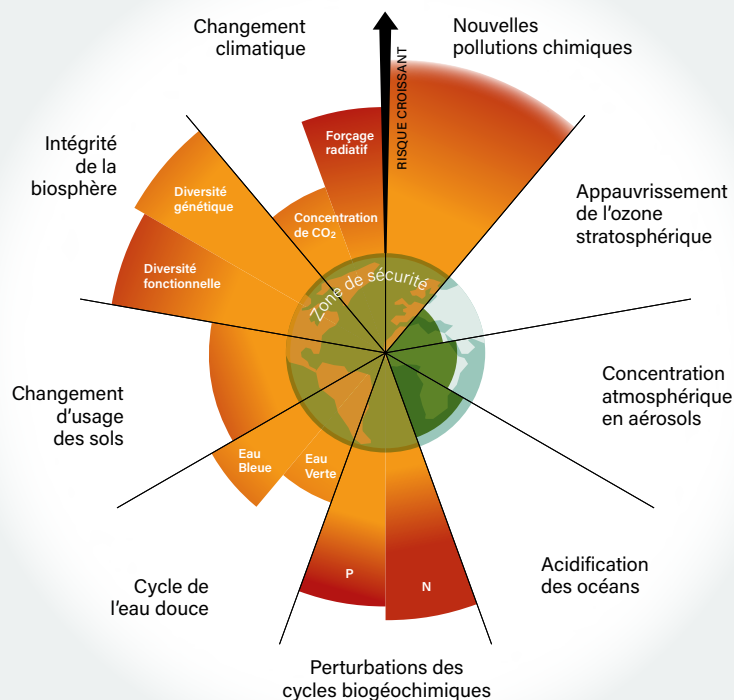 Changement
climatique
Nouvelles
pollutions chimiques
RISQUE CROISSANT
Forçage
radiatif
Intégrité
de la
biosphère
Diversité
génétique
Concentration
de CO₂
Appauvrissement
de l'ozone
stratosphérique
Diversité
fonctionnelle
Zone de sécurité
Changement
d'usage
des sols
Concentration
atmosphérique
en aérosols
Eau
Bleue
Eau
Verte
Cycle de
l'eau douce
P
N
Acidification
des océans
Perturbations des
cycles biogéochimiques